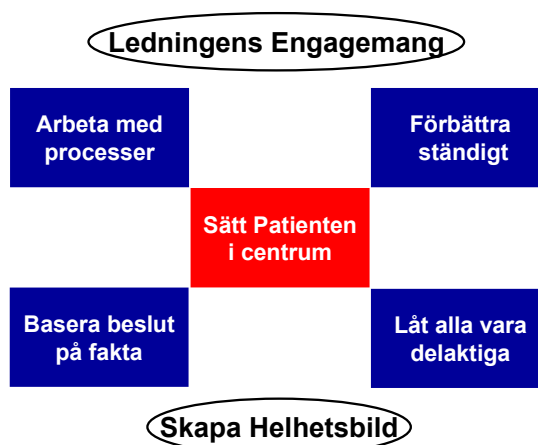 Ledningens Engagemang
Arbeta med
processer
Förbättra
ständigt
Sätt Patienten
i centrum
Basera beslut
på fakta
Låt alla vara
delaktiga
Skapa Helhetsbild